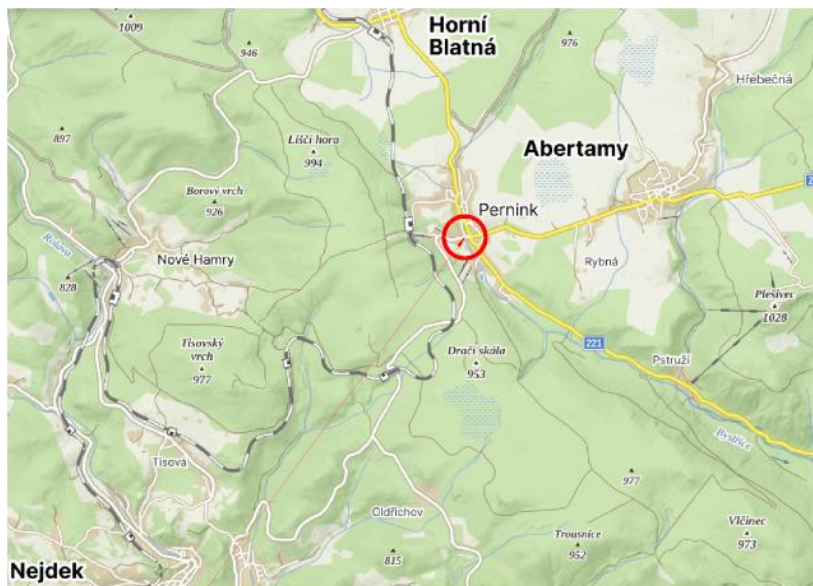 1009
946
Horní
Blatná
976
Hřebečná
897
Liščí hora
994
Abertamy
Borový vrch
926
Pernink
Rolava
Nové Hamry
Rybná
828
Plešivec
1028
Tisovský
vrch
977
Dračí skála
953
221
Pstruží
Bystřice
Tisová
977
Oldřichov
Vlčinec
973
Trousnice
952
815
Nejdek